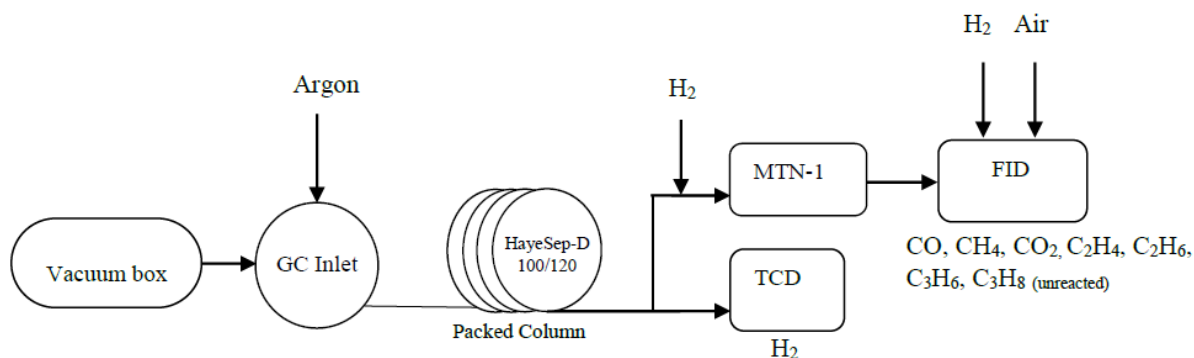 H₂ Air
Argon
H₂
MTN-1
FID
HayeSep-D
100/120
Vacuum box
GC Inlet
TCD
CO, CH₄, CO₂, C₂H₄, C₂H₆,
C₃H₆, C₃H₈ (unreacted)
Packed Column
H₂